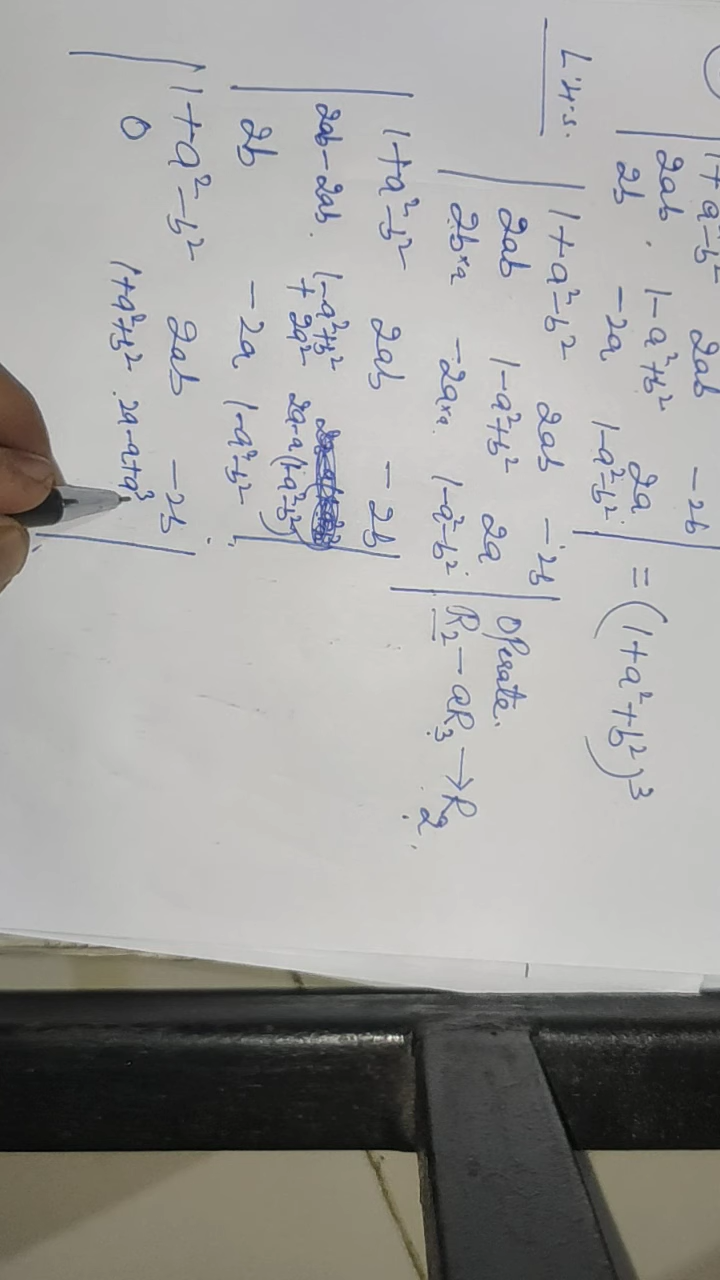 1+a²-b² 2ab -2b
2ab 1-a²+b² 2a = (1+a²+b²)³
2b -2a 1-a²-b²
L.H.S.
1+a²-b² 2ab -2b
2ab 1-a²+b² 2a Operate.
2b×a -2a×a 1-a²-b² R₂-aR₃→R₂
1+a²-b² 2ab -2b
2ab-2ab 1-a²+b²+2a² 2a-a(1-a²-b²)
2b -2a 1-a²-b²
1+a²-b² 2ab -2b
0 1+a²+b² 2a-a+a³